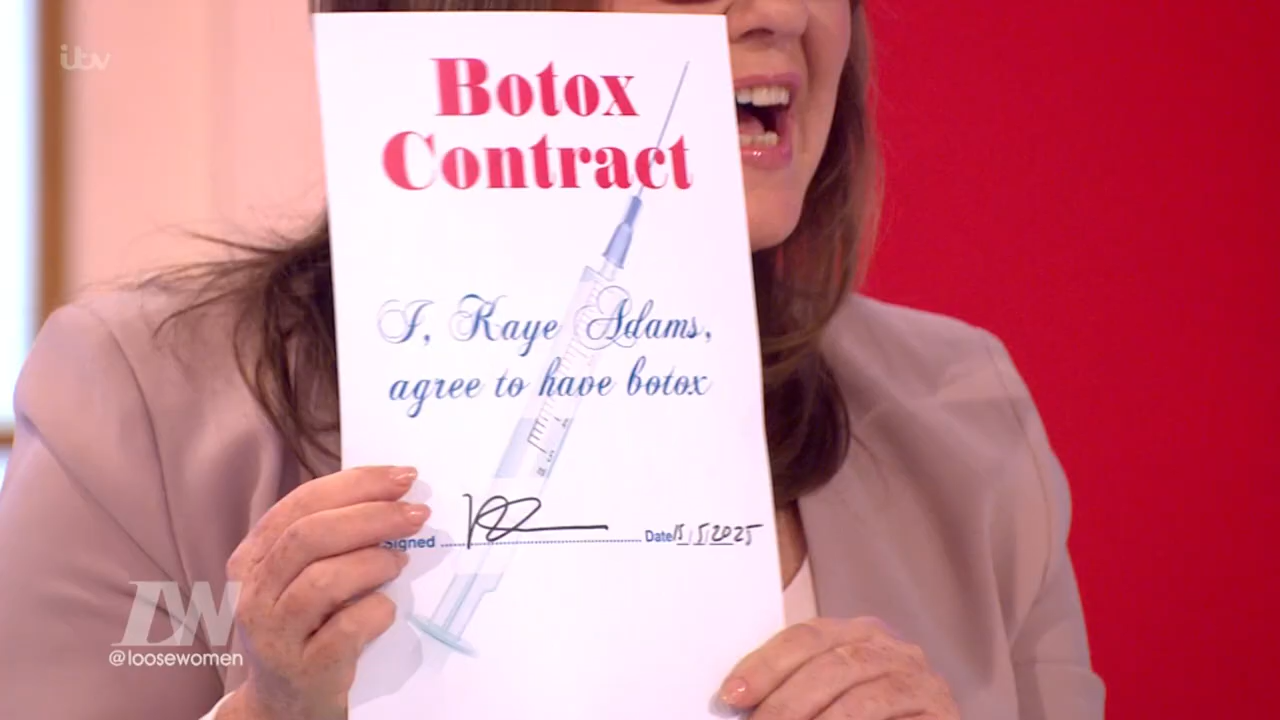 itv
Botox
Contract
I, Kaye Adams,
agree to have botox
Signed Date 15/5/2025
LW
@loosewomen